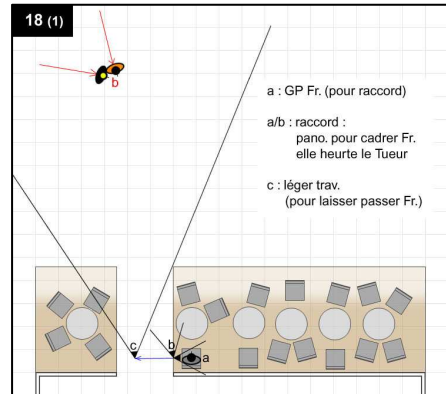 18 (1)
b
a : GP Fr. (pour raccord)
a/b : raccord :
pano. pour cadrer Fr.
elle heurte le Tueur
c : léger trav.
(pour laisser passer Fr.)
c
b
a